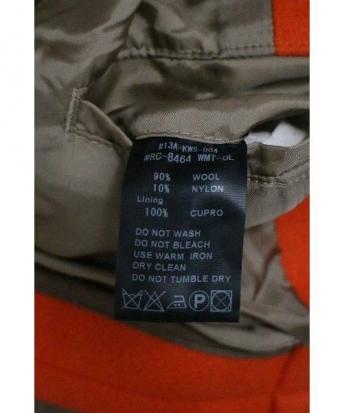 #13A-KWS-004
#RC-8464 WMT-OL
90% WOOL
10% NYLON
Lining
100% CUPRO
DO NOT WASH
DO NOT BLEACH
USE WARM IRON
DRY CLEAN
DO NOT TUMBLE DRY
P